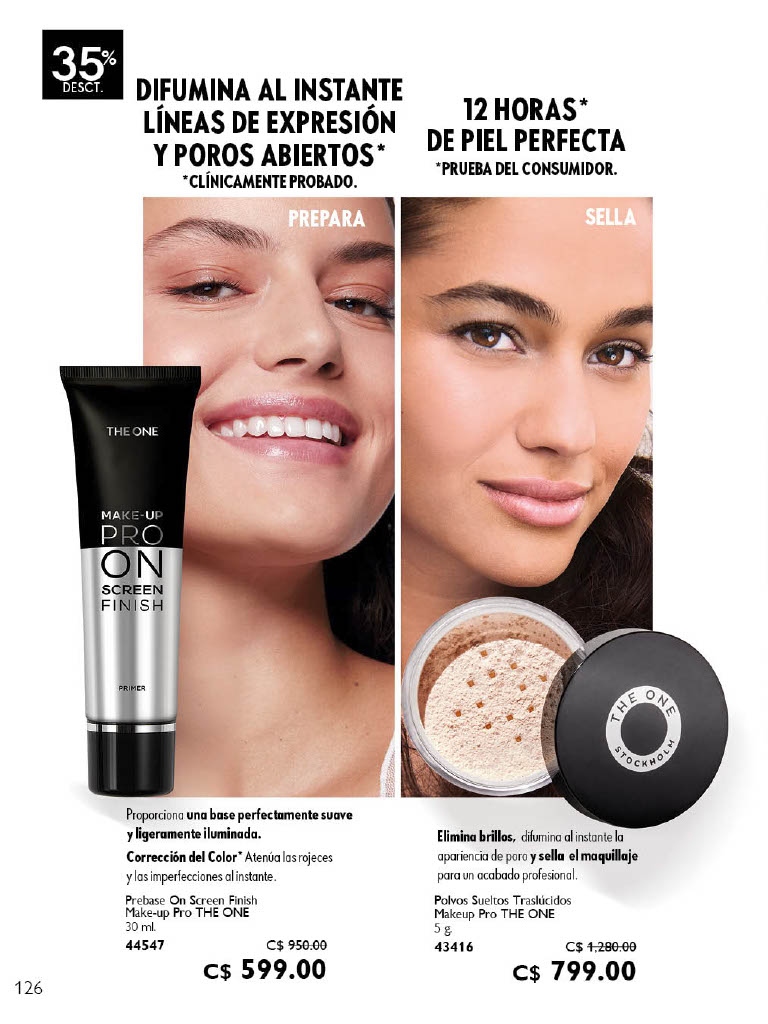 35%
DESCT.
DIFUMINA AL INSTANTE
LÍNEAS DE EXPRESIÓN
Y POROS ABIERTOS*
*CLÍNICAMENTE PROBADO.
12 HORAS*
DE PIEL PERFECTA
*PRUEBA DEL CONSUMIDOR.
PREPARA
SELLA
THE ONE
MAKE-UP
PRO
ON
SCREEN
FINISH
PRIMER
THE ONE
STOCKHOLM
Proporciona una base perfectamente suave
y ligeramente iluminada.
Corrección del Color* Atenúa las rojeces
y las imperfecciones al instante.
Prebase On Screen Finish
Make-up Pro THE ONE
30 ml.
44547 C$ 950.00
C$ 599.00
Elimina brillos, difumina al instante la
apariencia de poro y sella el maquillaje
para un acabado profesional.
Polvos Sueltos Traslúcidos
Makeup Pro THE ONE
5 g.
43416 C$ 1,280.00
C$ 799.00
126